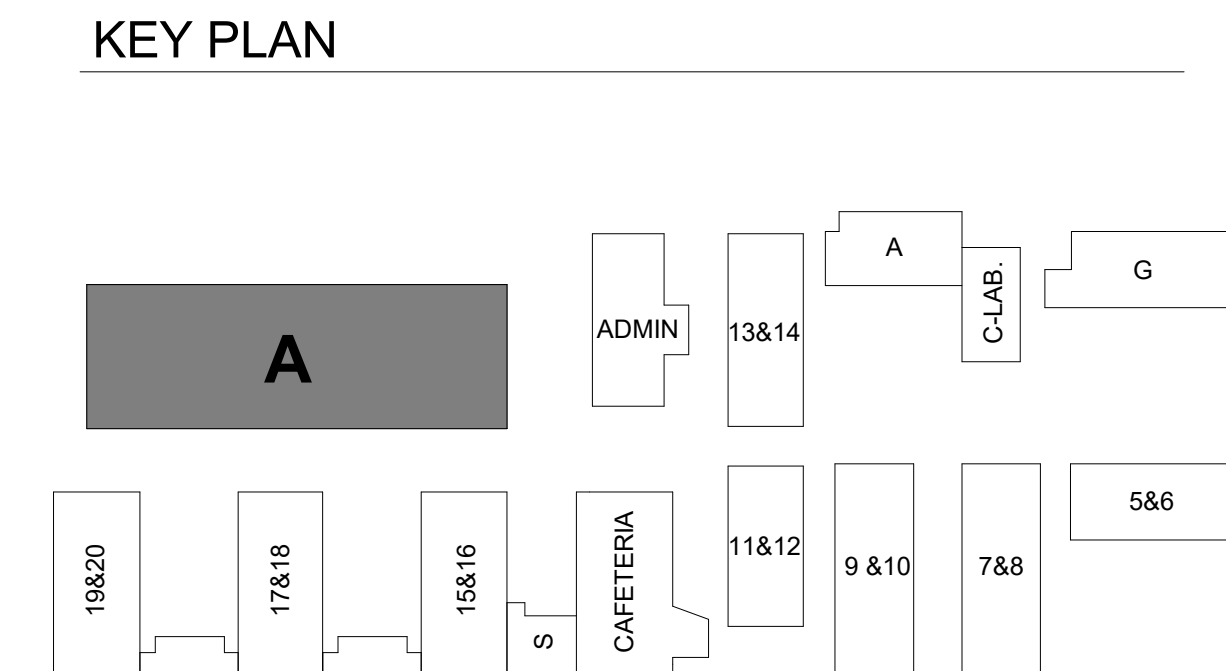 KEY PLAN
A
G
C-LAB.
ADMIN
13&14
A
5&6
11&12
9 &10
7&8
19&20
17&18
15&16
CAFETERIA
S